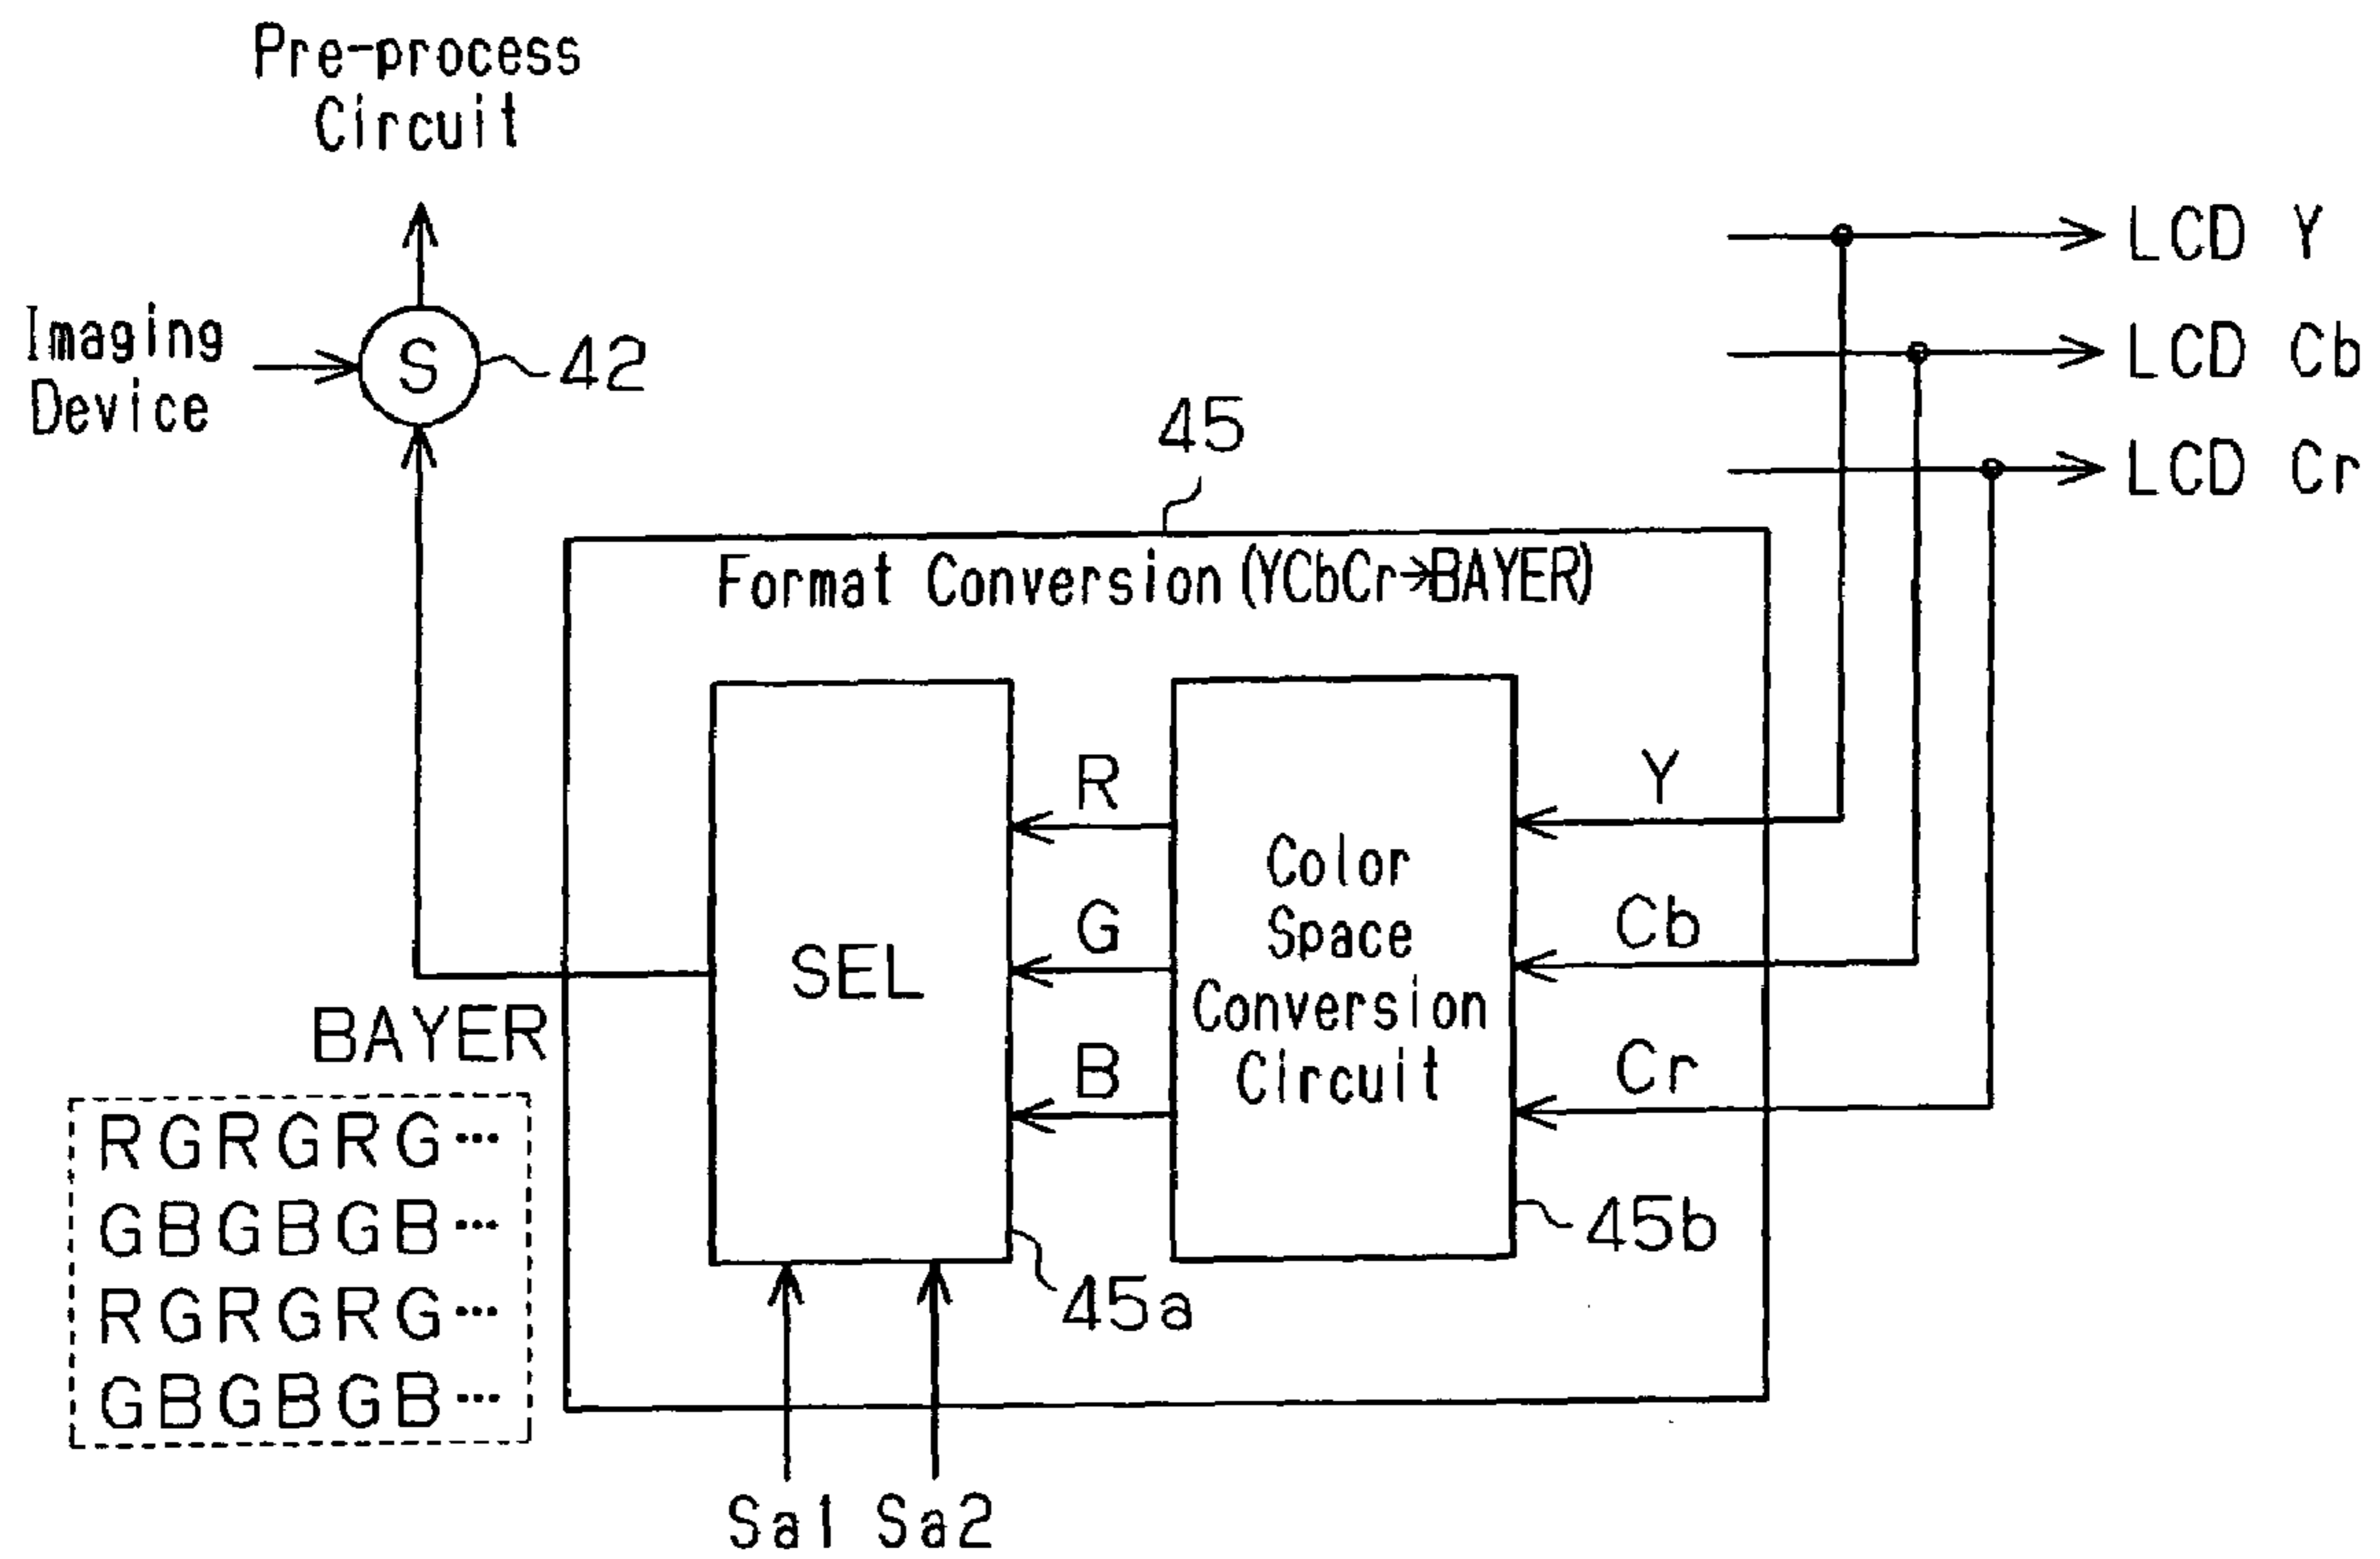 Pre-process
Circuit
Imaging
Device
S
42
LCD Y
LCD Cb
LCD Cr
45
Format Conversion (YCbCr→BAYER)
R
G
B
SEL
Color
Space
Conversion
Circuit
Y
Cb
Cr
BAYER
RGRGRG…
GBGBGB…
RGRGRG…
GBGBGB…
45a
45b
Sa1 Sa2